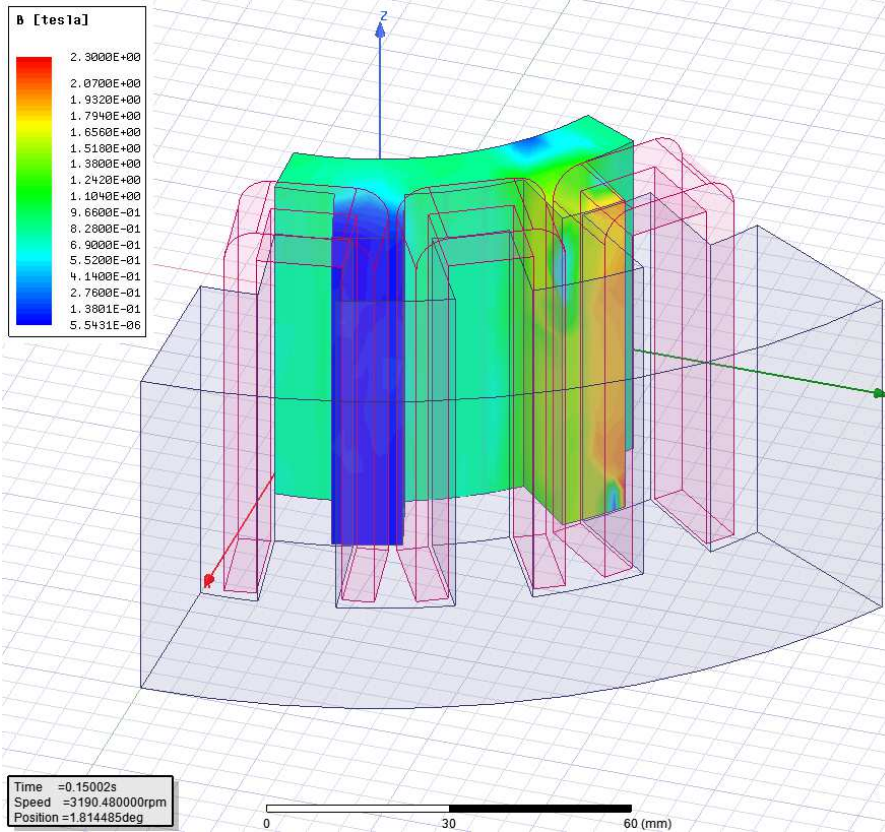 B [tesla]
2.3000E+00
2.0700E+00
1.9320E+00
1.7940E+00
1.6560E+00
1.5180E+00
1.3800E+00
1.2420E+00
1.1040E+00
9.6600E-01
8.2800E-01
6.9000E-01
5.5200E-01
4.1400E-01
2.7600E-01
1.3801E-01
5.5431E-06
Z
Time =0.15002s
Speed =3190.480000rpm
Position =1.814485deg
0 30 60 (mm)